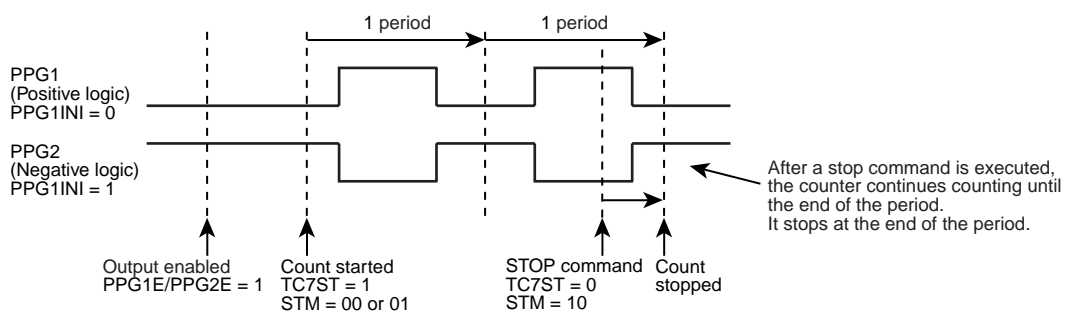 1 period
1 period
PPG1
(Positive logic)
PPG1INI = 0
PPG2
(Negative logic)
PPG1INI = 1
After a stop command is executed,
the counter continues counting until
the end of the period.
It stops at the end of the period.
Output enabled
PPG1E/PPG2E = 1
Count started
TC7ST = 1
STM = 00 or 01
STOP command
TC7ST = 0
STM = 10
Count
stopped